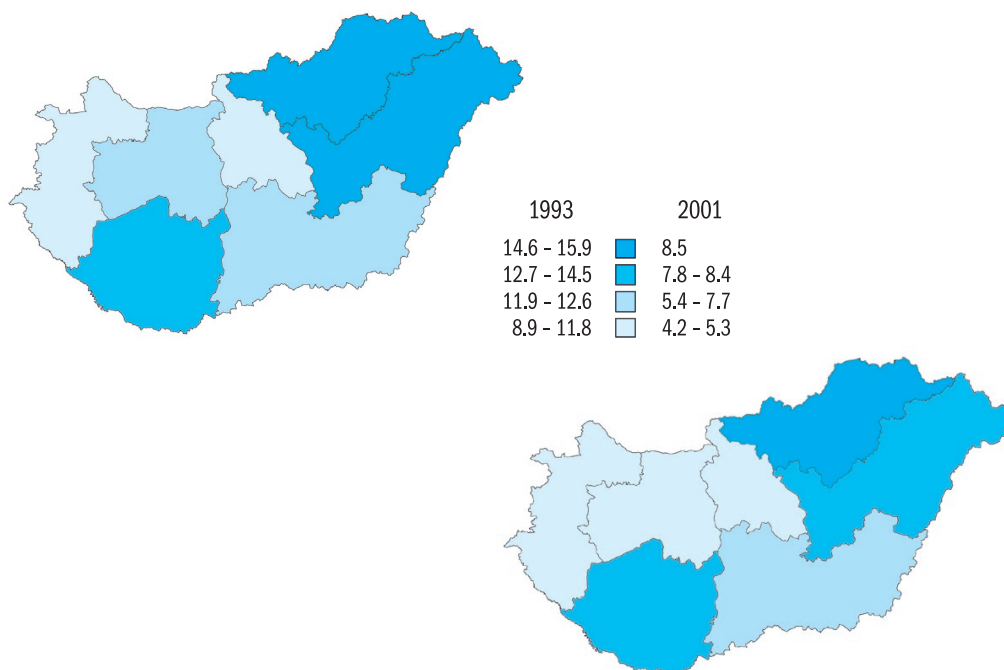 1993 2001
14.6 – 15.9 8.5
12.7 – 14.5 7.8 – 8.4
11.9 – 12.6 5.4 – 7.7
8.9 – 11.8 4.2 – 5.3